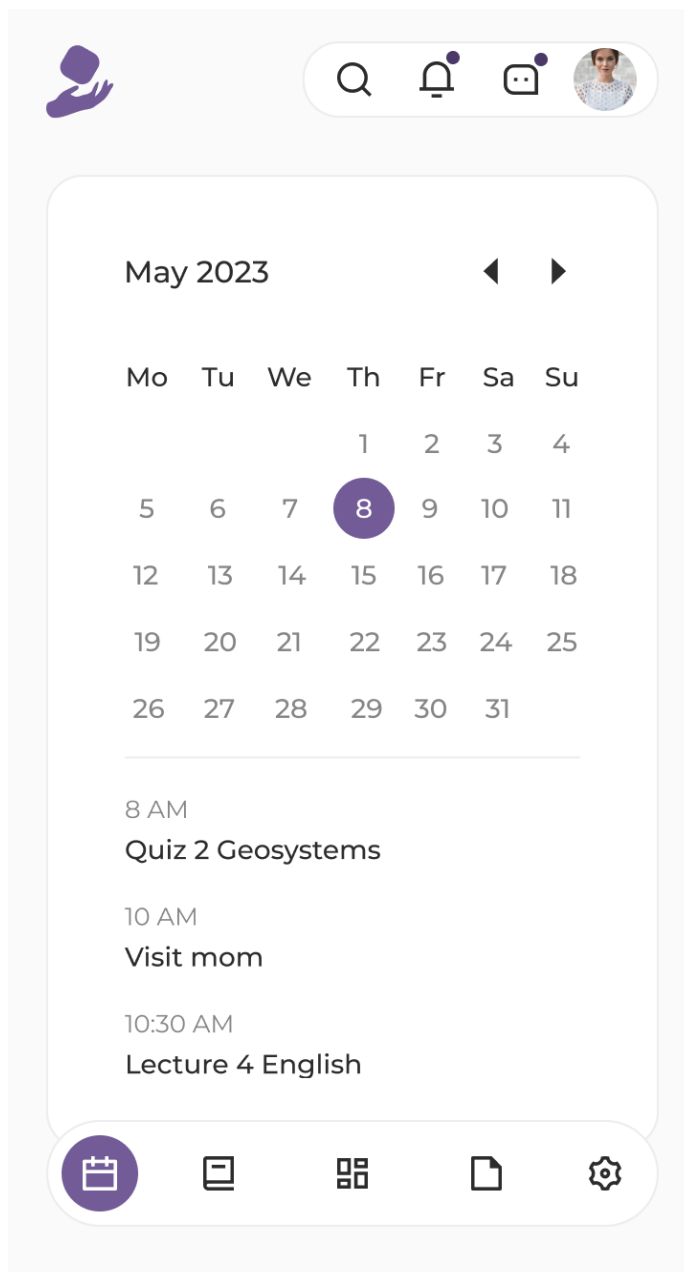 May 2023
Mo Tu We Th Fr Sa Su
1 2 3 4
5 6 7 8 9 10 11
12 13 14 15 16 17 18
19 20 21 22 23 24 25
26 27 28 29 30 31
8 AM
Quiz 2 Geosystems
10 AM
Visit mom
10:30 AM
Lecture 4 English